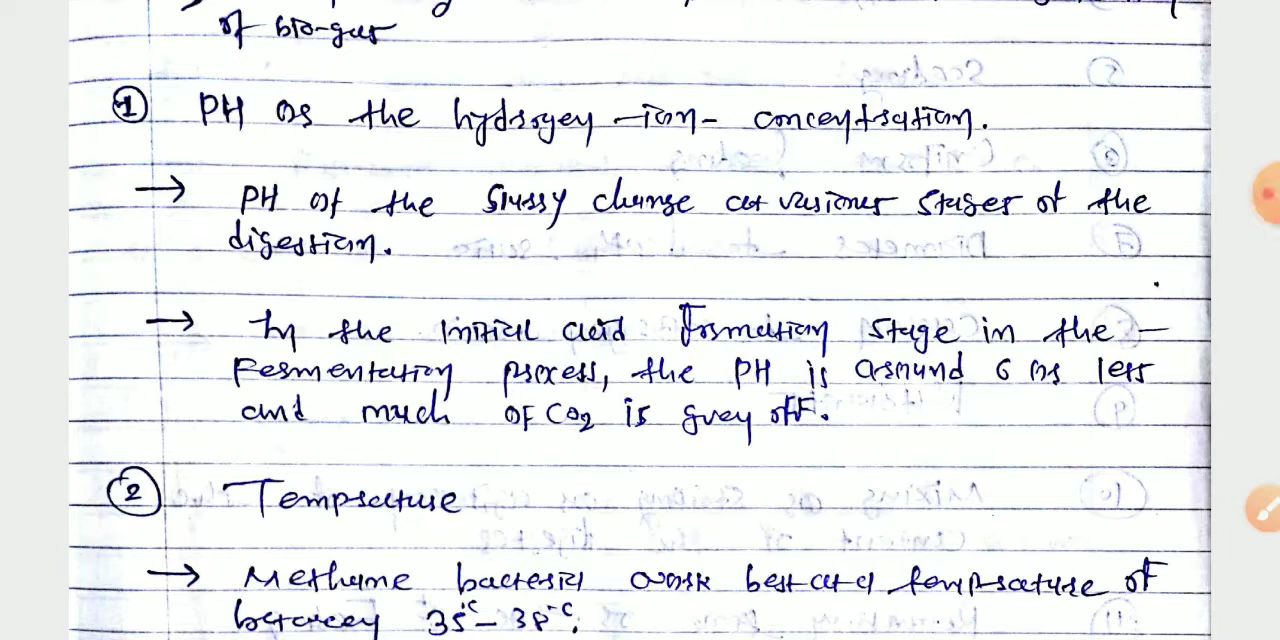 of bio-gas
1 PH or the hydrogen -ion- concentration.
→ PH of the slurry change at various stages of the
digestion.
→ In the initial acid formation stage in the –
Fermentation process, the PH is around 6 or less
and much of CO2 is given off.
2 Temperature
→ Methane bacteria work best at a temperature of
between 35°C – 38°C.